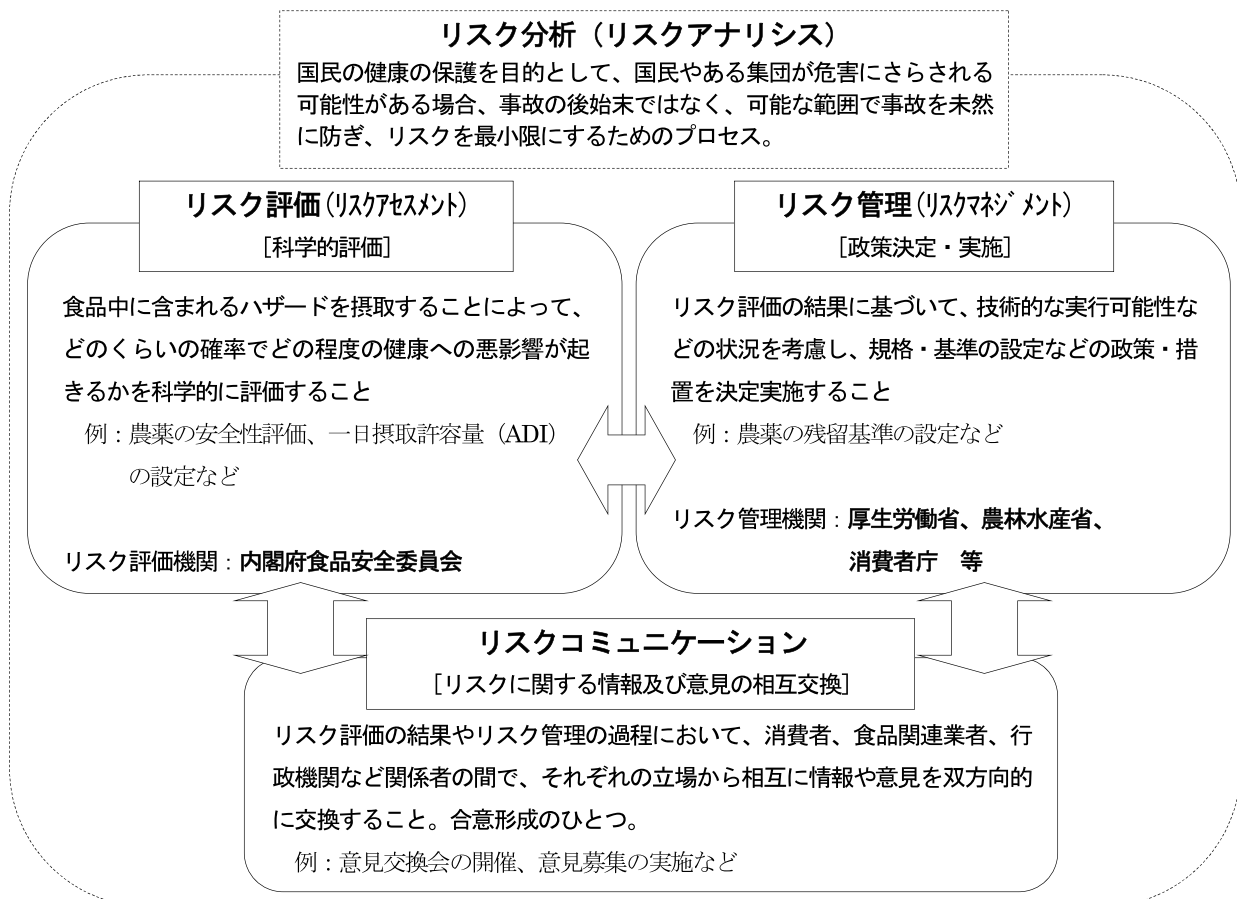 リスク分析（リスクアナリシス）
国民の健康の保護を目的として、国民やある集団が危害にさらされる
可能性がある場合、事故の後始末ではなく、可能な範囲で事故を未然
に防ぎ、リスクを最小限にするためのプロセス。
リスク評価(ﾘｽｸｱｾｽﾒﾝﾄ)
［科学的評価］
食品中に含まれるハザードを摂取することによって、
どのくらいの確率でどの程度の健康への悪影響が起
きるかを科学的に評価すること
例：農薬の安全性評価、一日摂取許容量（ADI）
の設定など
リスク評価機関：内閣府食品安全委員会
リスク管理(ﾘｽｸﾏﾈｼﾞﾒﾝﾄ)
［政策決定・実施］
リスク評価の結果に基づいて、技術的な実行可能性な
どの状況を考慮し、規格・基準の設定などの政策・措
置を決定実施すること
例：農薬の残留基準の設定など
リスク管理機関：厚生労働省、農林水産省、
消費者庁　等
リスクコミュニケーション
［リスクに関する情報及び意見の相互交換］
リスク評価の結果やリスク管理の過程において、消費者、食品関連業者、行
政機関など関係者の間で、それぞれの立場から相互に情報や意見を双方向的
に交換すること。合意形成のひとつ。
例：意見交換会の開催、意見募集の実施など